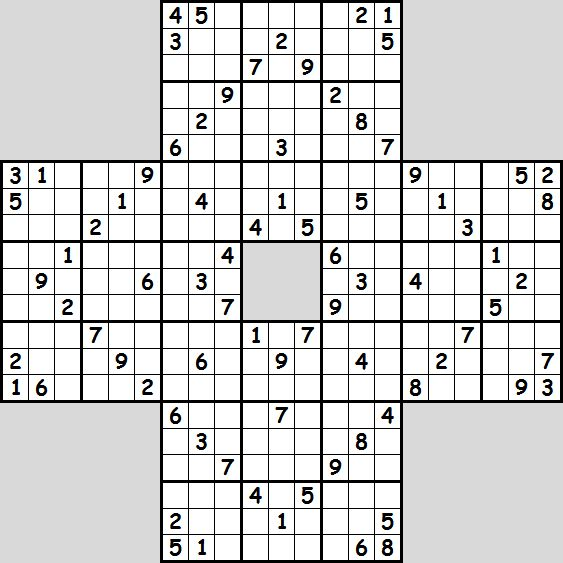 4 5 2 1
3 2 5
7 9
9 2
2 8
6 3 7
3 1 9 9 5 2
5 1 4 1 5 1 8
2 4 5 3
1 4 6 1
9 6 3 3 4 2
2 7 9 5
7 1 7 7
2 9 6 9 4 2 7
1 6 2 8 9 3
6 7 4
3 8
7 9
4 5
2 1 5
5 1 6 8